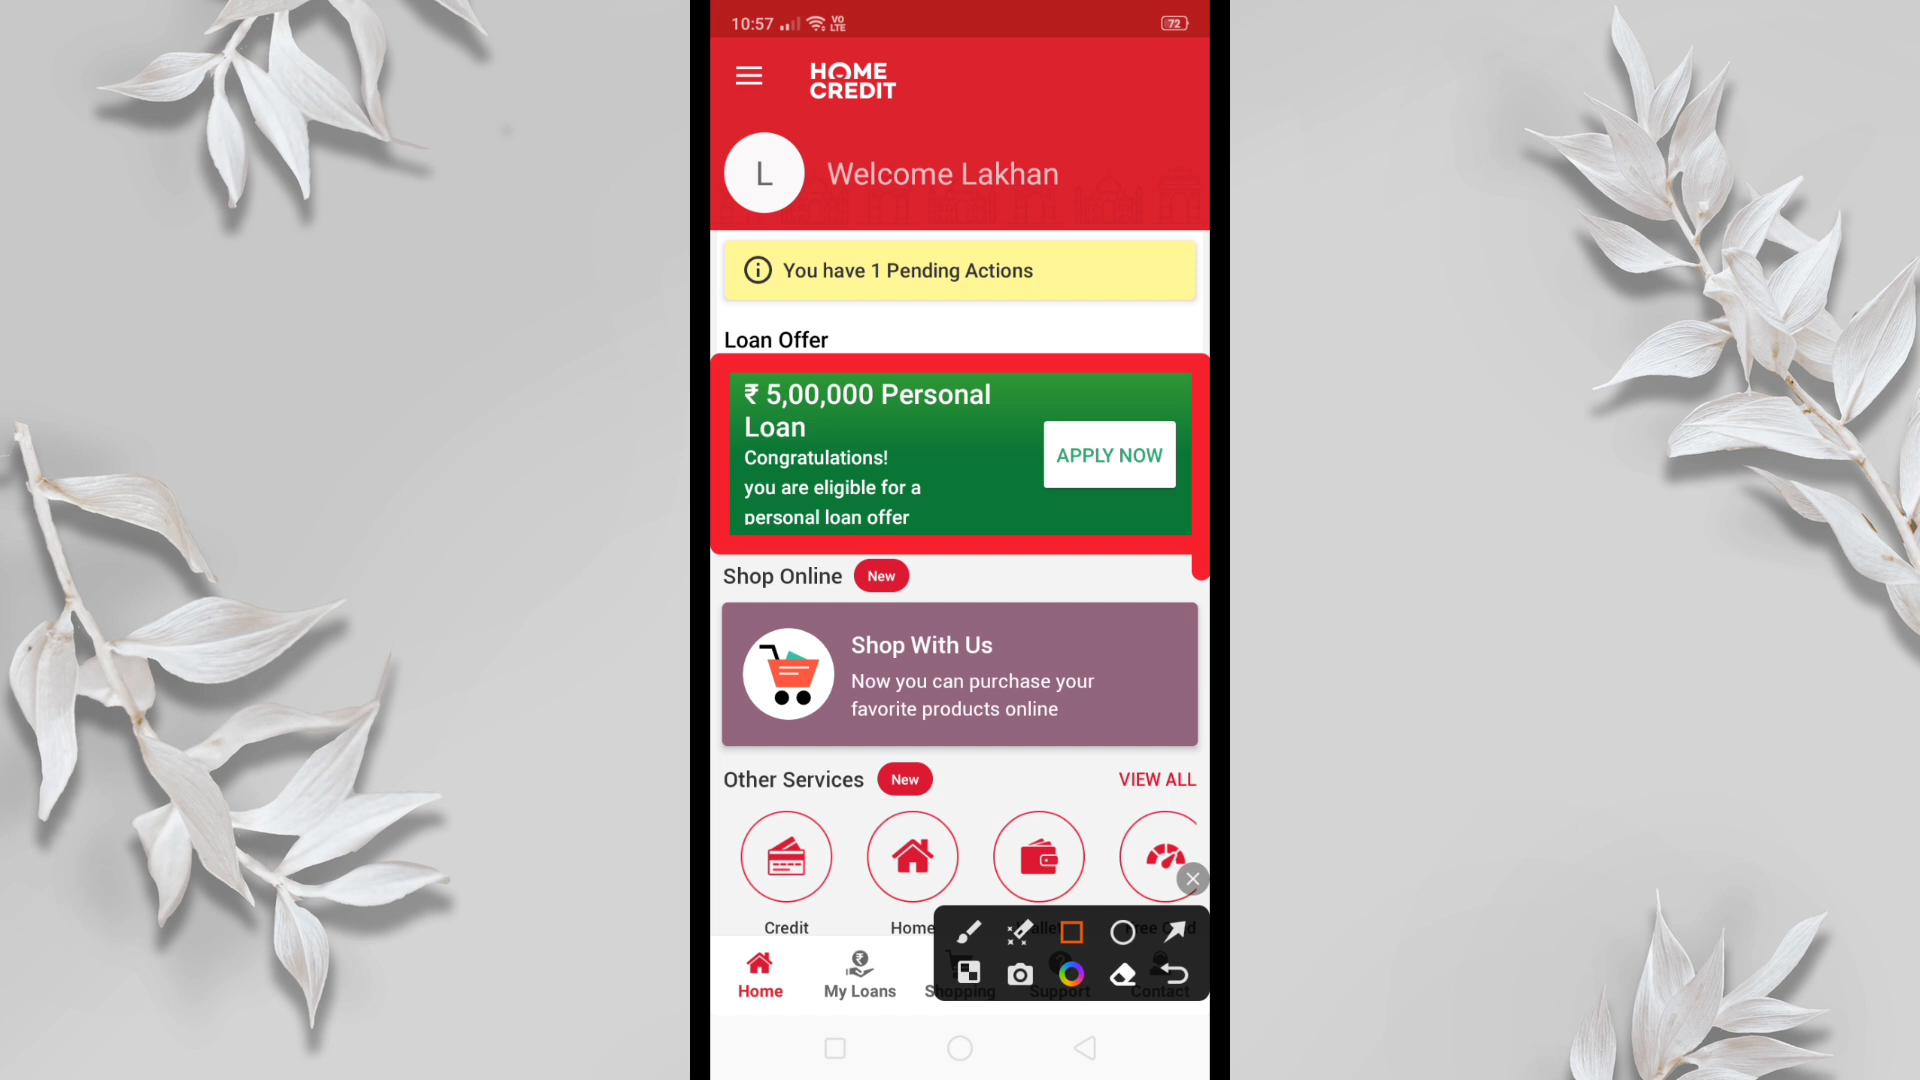 10:57 VO LTE 72
HOME
CREDIT
L
Welcome Lakhan
You have 1 Pending Actions
Loan Offer
₹ 5,00,000 Personal
Loan
Congratulations!
you are eligible for a
personal loan offer
APPLY NOW
Shop Online New
Shop With Us
Now you can purchase your
favorite products online
Other Services New VIEW ALL
Credit Home
Home My Loans Shopping Support Contact